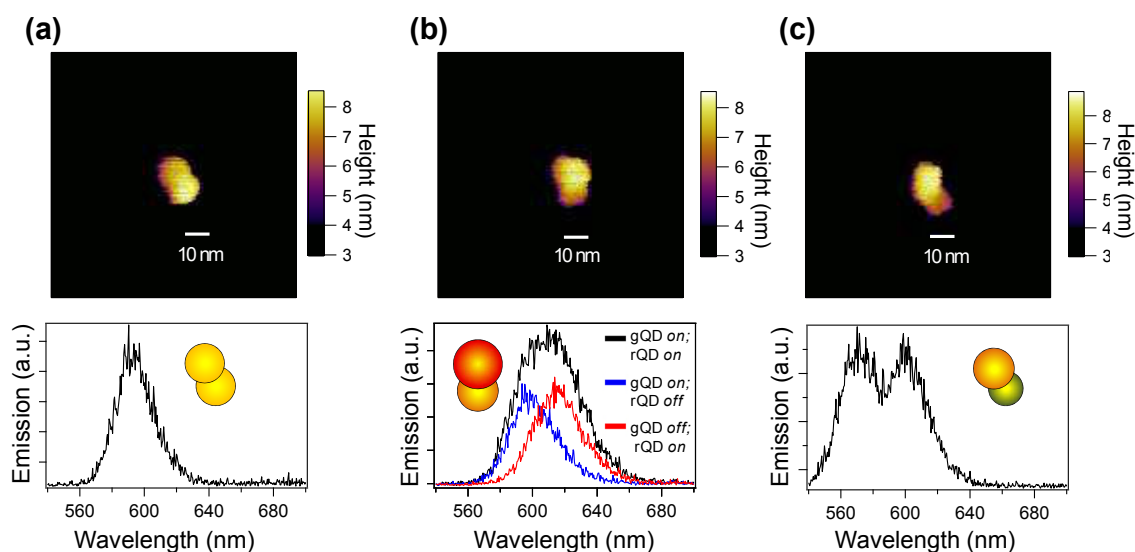 (a)
(b)
(c)
8
7
6
5
4
3
Height (nm)
10 nm
8
7
6
5
4
3
Height (nm)
10 nm
8
7
6
5
4
3
Height (nm)
10 nm
Emission (a.u.)
560
600
640
680
Wavelength (nm)
Emission (a.u.)
gQD on;
rQD on
gQD on;
rQD off
gQD off;
rQD on
560
600
640
680
Wavelength (nm)
Emission (a.u.)
560
600
640
680
Wavelength (nm)